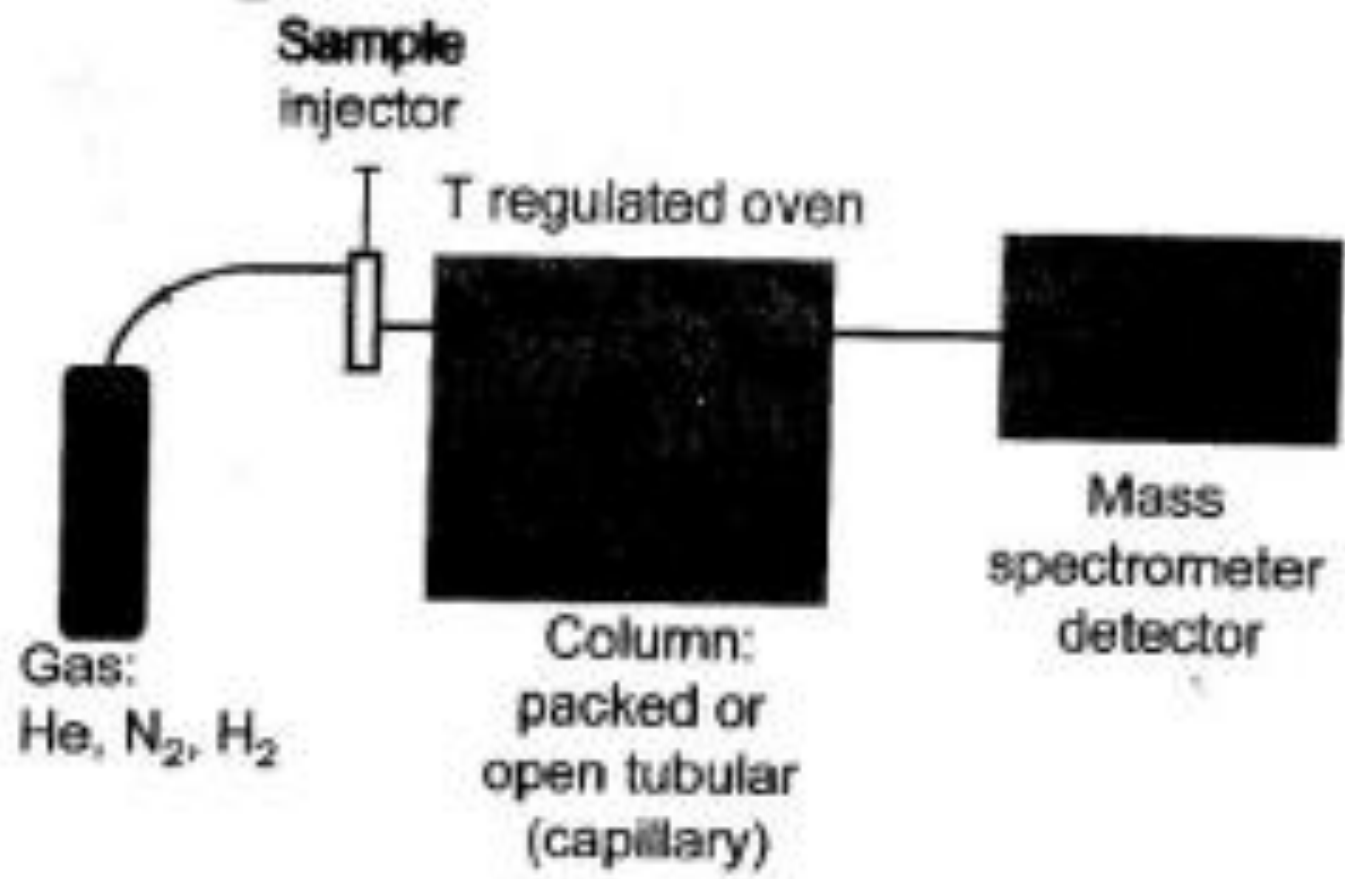 Sample
injector
T regulated oven
Gas:
He, N₂, H₂
Column:
packed or
open tubular
(capillary)
Mass
spectrometer
detector